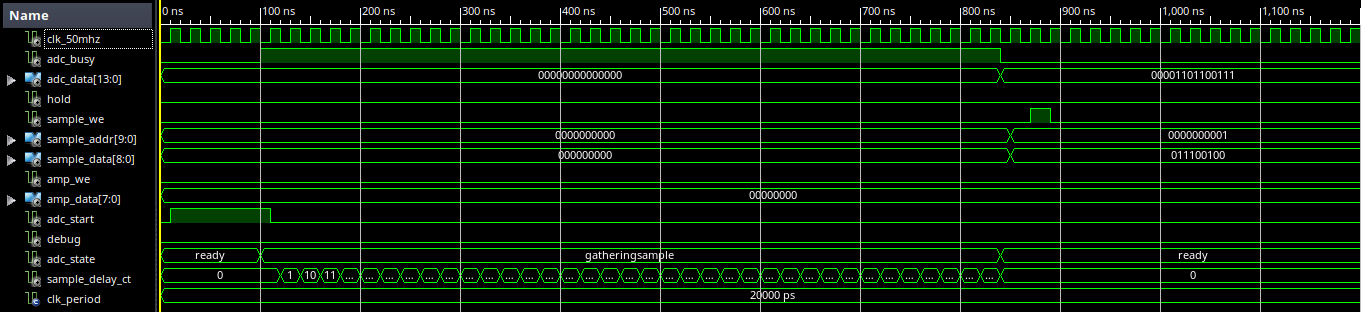 Name
0 ns 100 ns 200 ns 300 ns 400 ns 500 ns 600 ns 700 ns 800 ns 900 ns 1,000 ns 1,100 ns
clk_50mhz
adc_busy
adc_data[13:0] 00000000000000 00001101100111
hold
sample_we
sample_addr[9:0] 0000000000 0000000001
sample_data[8:0] 000000000 011100100
amp_we
amp_data[7:0] 00000000
adc_start
debug
adc_state ready gatheringsample ready
sample_delay_ct 0 1 10 11 ... ... ... ... ... ... ... ... ... ... ... ... ... ... ... ... ... ... ... ... ... ... ... ... ... ... ... ... ... 0
clk_period 20000 ps